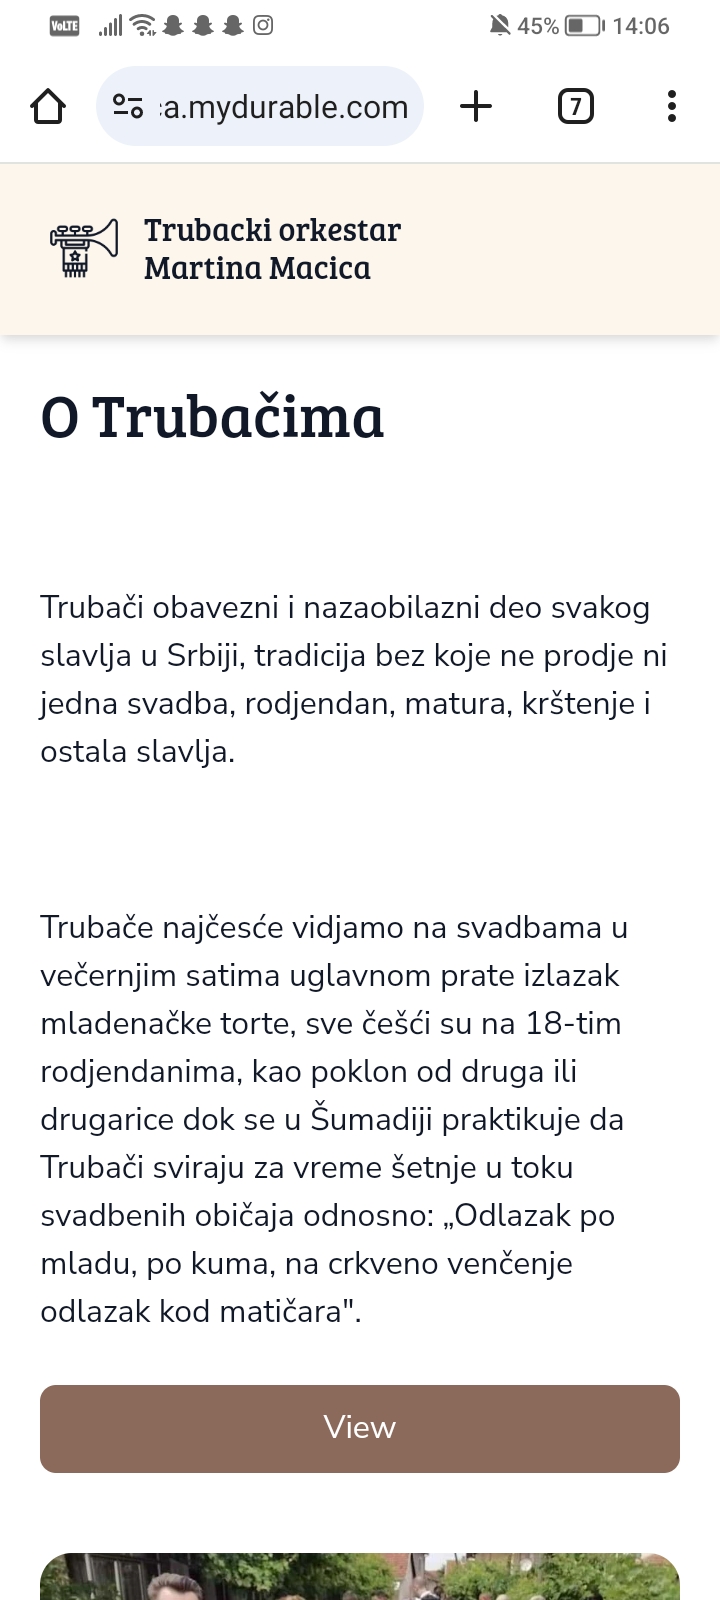 VoLTE 45% 14:06
a.mydurable.com 7
Trubacki orkestar
Martina Macica
O Trubačima
Trubači obavezni i nazaobilazni deo svakog
slavlja u Srbiji, tradicija bez koje ne prodje ni
jedna svadba, rodjendan, matura, krštenje i
ostala slavlja.
Trubače najčesće vidjamo na svadbama u
večernjim satima uglavnom prate izlazak
mladenačke torte, sve češći su na 18-tim
rodjendanima, kao poklon od druga ili
drugarice dok se u Šumadiji praktikuje da
Trubači sviraju za vreme šetnje u toku
svadbenih običaja odnosno: „Odlazak po
mladu, po kuma, na crkveno venčenje
odlazak kod matičara".
View